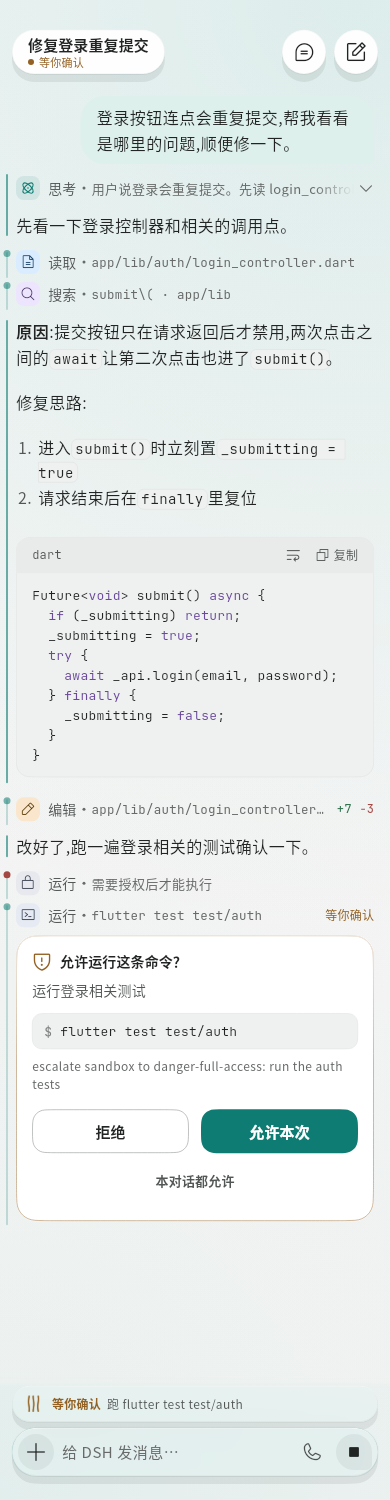 修复登录重复提交
等你确认
登录按钮连点会重复提交,帮我看看
是哪里的问题,顺便修一下。
思考 · 用户说登录会重复提交。先读 login_contro
先看一下登录控制器和相关的调用点。
读取 · app/lib/auth/login_controller.dart
搜索 · submit\( · app/lib
原因:提交按钮只在请求返回后才禁用,两次点击之
间的 await 让第二次点击也进了 submit()。
修复思路:
1. 进入 submit() 时立刻置 _submitting =
true
2. 请求结束后在 finally 里复位
dart 复制
Future<void> submit() async {
if (_submitting) return;
_submitting = true;
try {
await _api.login(email, password);
} finally {
_submitting = false;
}
}
编辑 · app/lib/auth/login_controller… +7 -3
改好了,跑一遍登录相关的测试确认一下。
运行 · 需要授权后才能执行
运行 · flutter test test/auth 等你确认
允许运行这条命令?
运行登录相关测试
$ flutter test test/auth
escalate sandbox to danger-full-access: run the auth
tests
拒绝 允许本次
本对话都允许
等你确认 跑 flutter test test/auth
给 DSH 发消息…